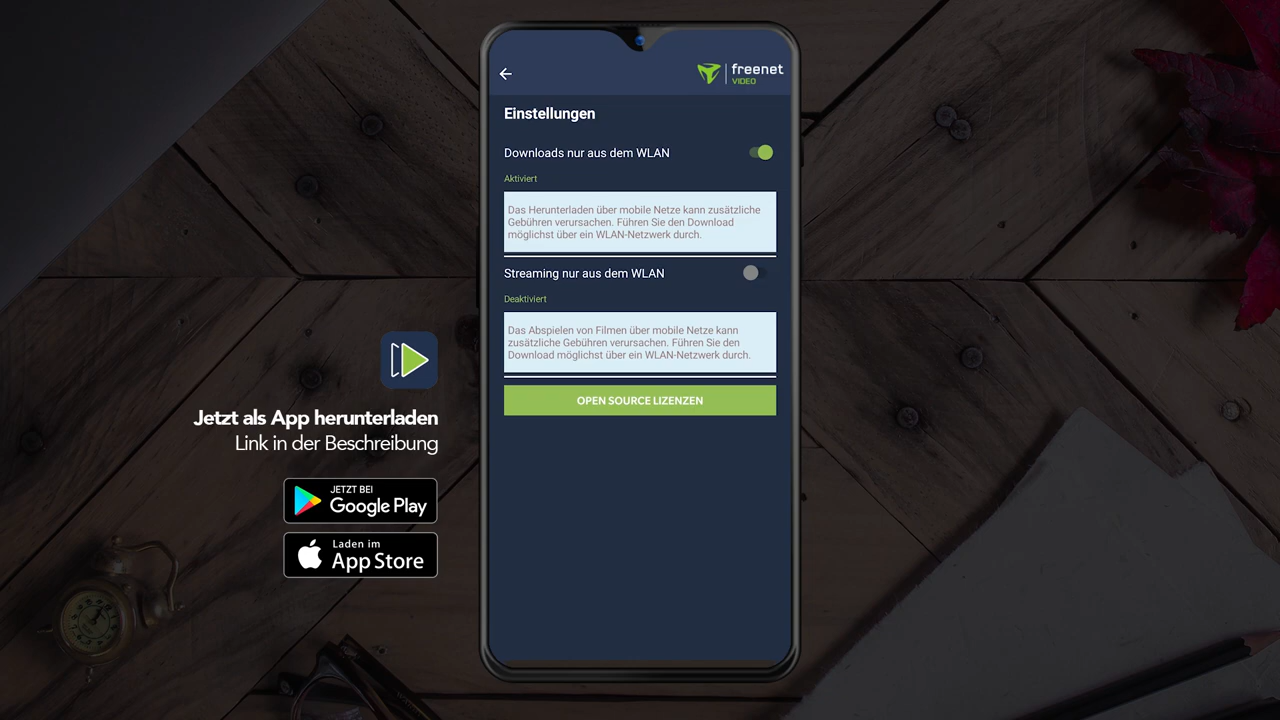 freenet
VIDEO
Einstellungen
Downloads nur aus dem WLAN
Aktiviert
Das Herunterladen über mobile Netze kann zusätzliche
Gebühren verursachen. Führen Sie den Download
möglichst über ein WLAN-Netzwerk durch.
Streaming nur aus dem WLAN
Deaktiviert
Das Abspielen von Filmen über mobile Netze kann
zusätzliche Gebühren verursachen. Führen Sie den
Download möglichst über ein WLAN-Netzwerk durch.
OPEN SOURCE LIZENZEN
Jetzt als App herunterladen
Link in der Beschreibung
JETZT BEI
Google Play
Laden im
App Store